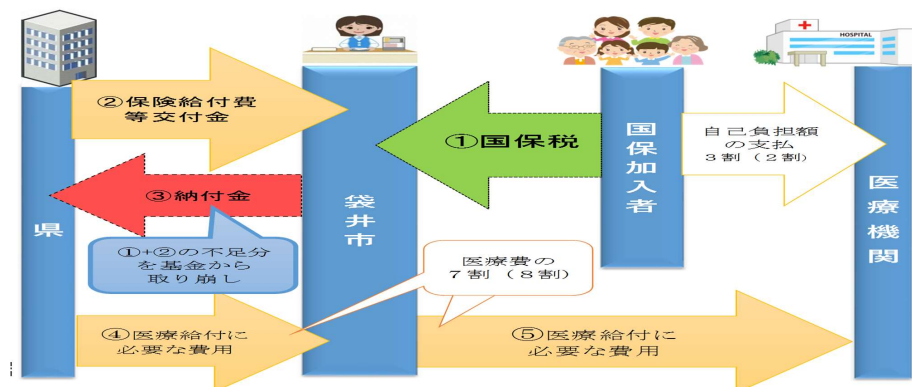 HOSPITAL
②保険給付費
等交付金
①国保税
自己負担額
の支払
3割（2割）
③納付金
県
袋井市
国保加入者
医療機関
①+②の不足分
を基金から
取り崩し
医療費の
7割（8割）
④医療給付に
必要な費用
⑤医療給付に
必要な費用